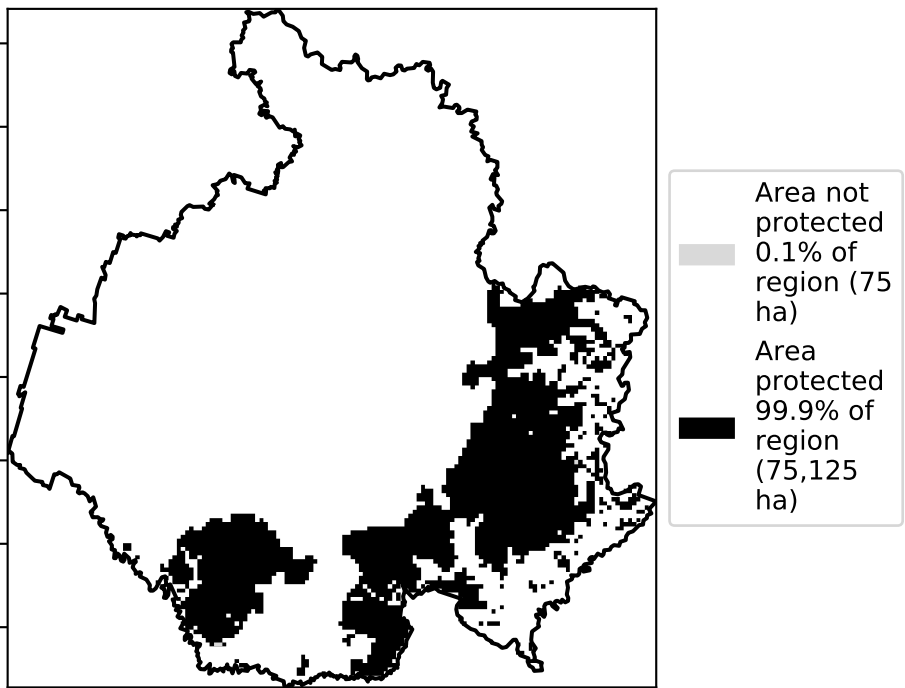 Area not
protected
0.1% of
region (75
ha)
Area
protected
99.9% of
region
(75,125
ha)